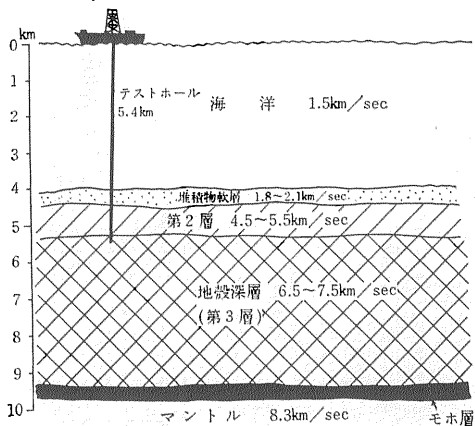 km
0
1
2
3
4
5
6
7
8
9
10
テストホール
5.4km
海洋 1.5km/sec
堆積物軟層 1.8~2.1km/sec
第2層 4.5~5.5km/sec
地殻深層 6.5~7.5km/sec
(第3層)
マントル 8.3km/sec
モホ層